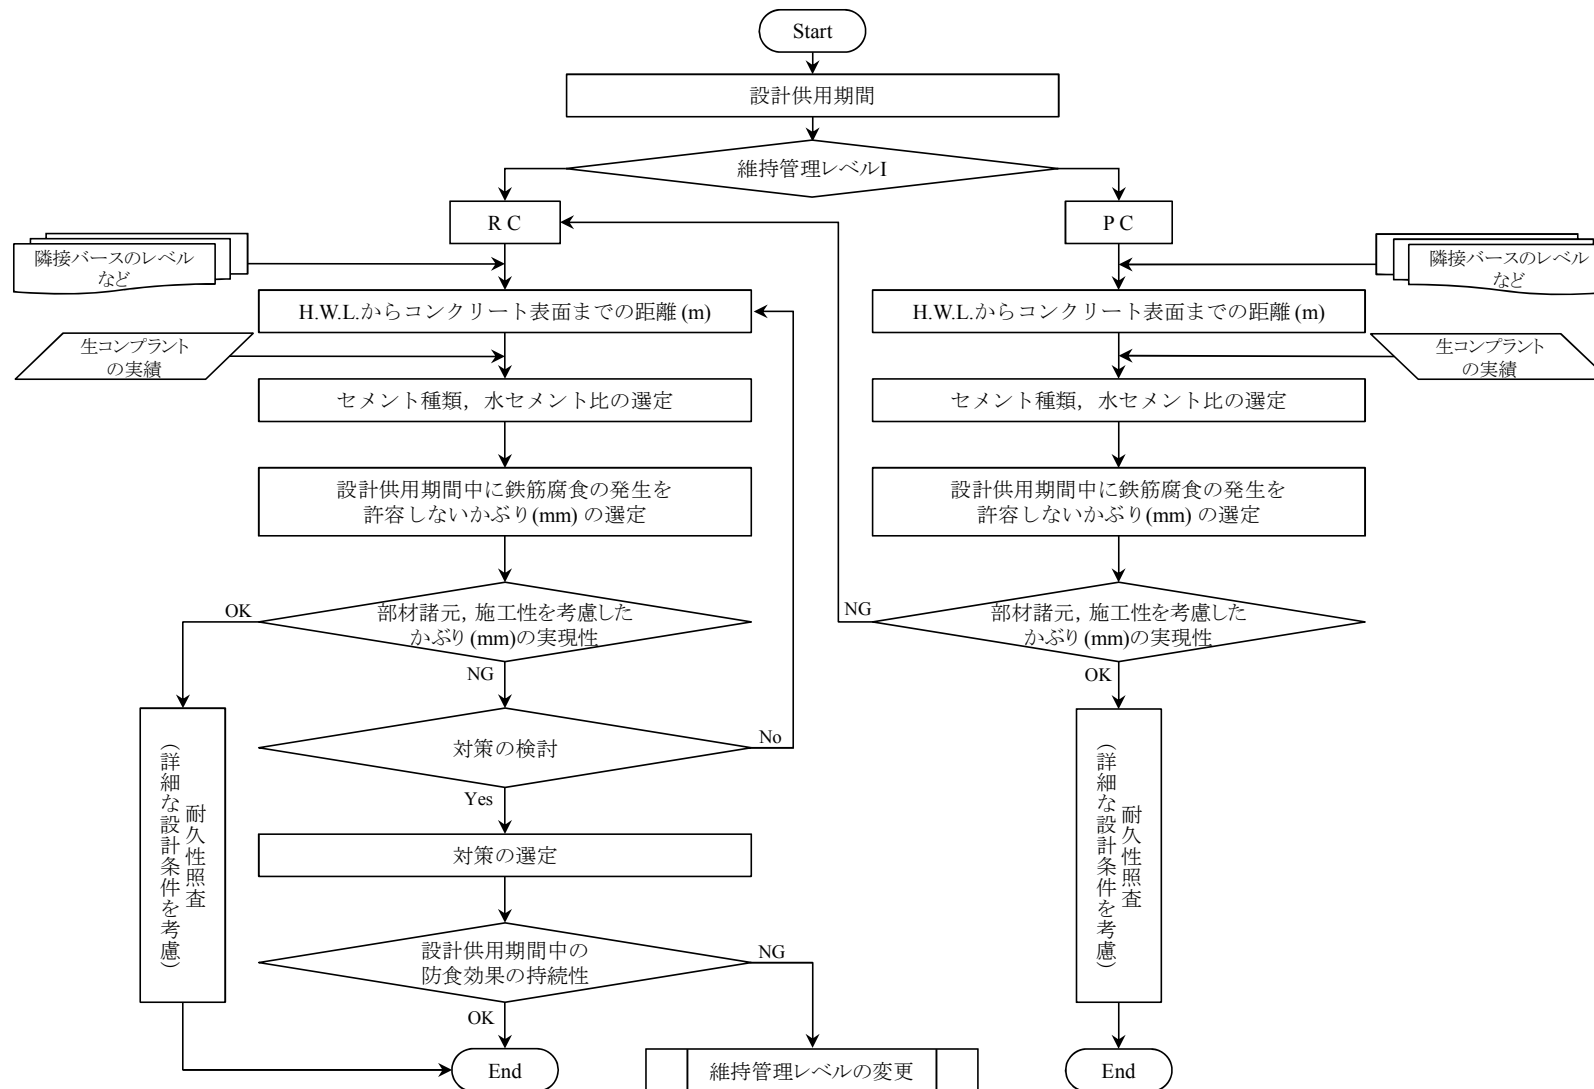 Start
設計供用期間
維持管理レベルI
R C
P C
隣接バースのレベル
など
隣接バースのレベル
など
H.W.L.からコンクリート表面までの距離 (m)
H.W.L.からコンクリート表面までの距離 (m)
生コンプラント
の実績
生コンプラント
の実績
セメント種類，水セメント比の選定
セメント種類，水セメント比の選定
設計供用期間中に鉄筋腐食の発生を
許容しないかぶり(mm) の選定
設計供用期間中に鉄筋腐食の発生を
許容しないかぶり(mm) の選定
OK
部材諸元，施工性を考慮した
かぶり(mm)の実現性
NG
NG
部材諸元，施工性を考慮した
かぶり(mm)の実現性
OK
対策の検討
No
Yes
耐久性照査
（詳細な設計条件を考慮）
耐久性照査
（詳細な設計条件を考慮）
対策の選定
設計供用期間中の
防食効果の持続性
NG
OK
End
維持管理レベルの変更
End